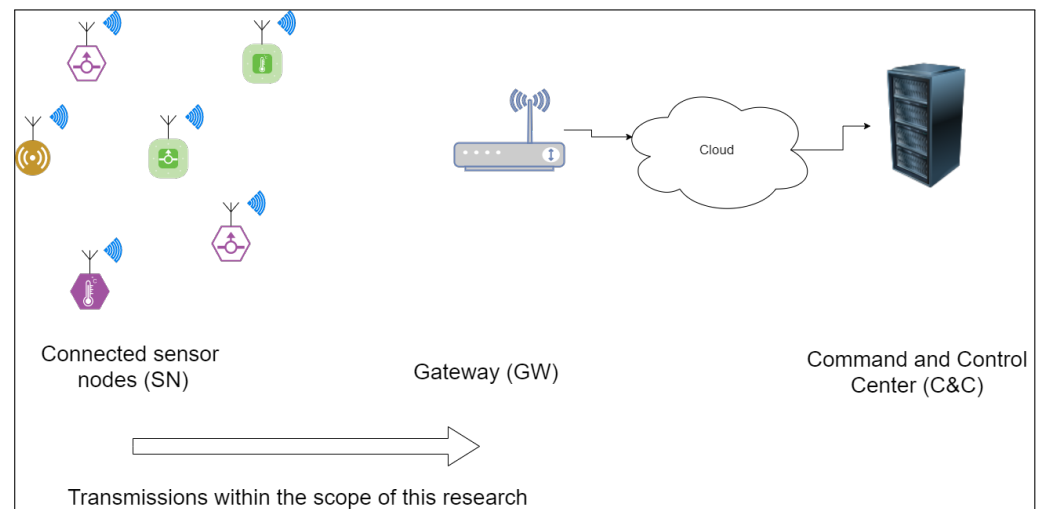 Cloud
Connected sensor
nodes (SN)
Gateway (GW)
Command and Control
Center (C&C)
Transmissions within the scope of this research